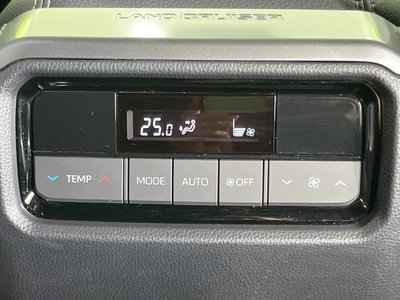 LAND CRUISER
25.0
TEMP MODE AUTO OFF